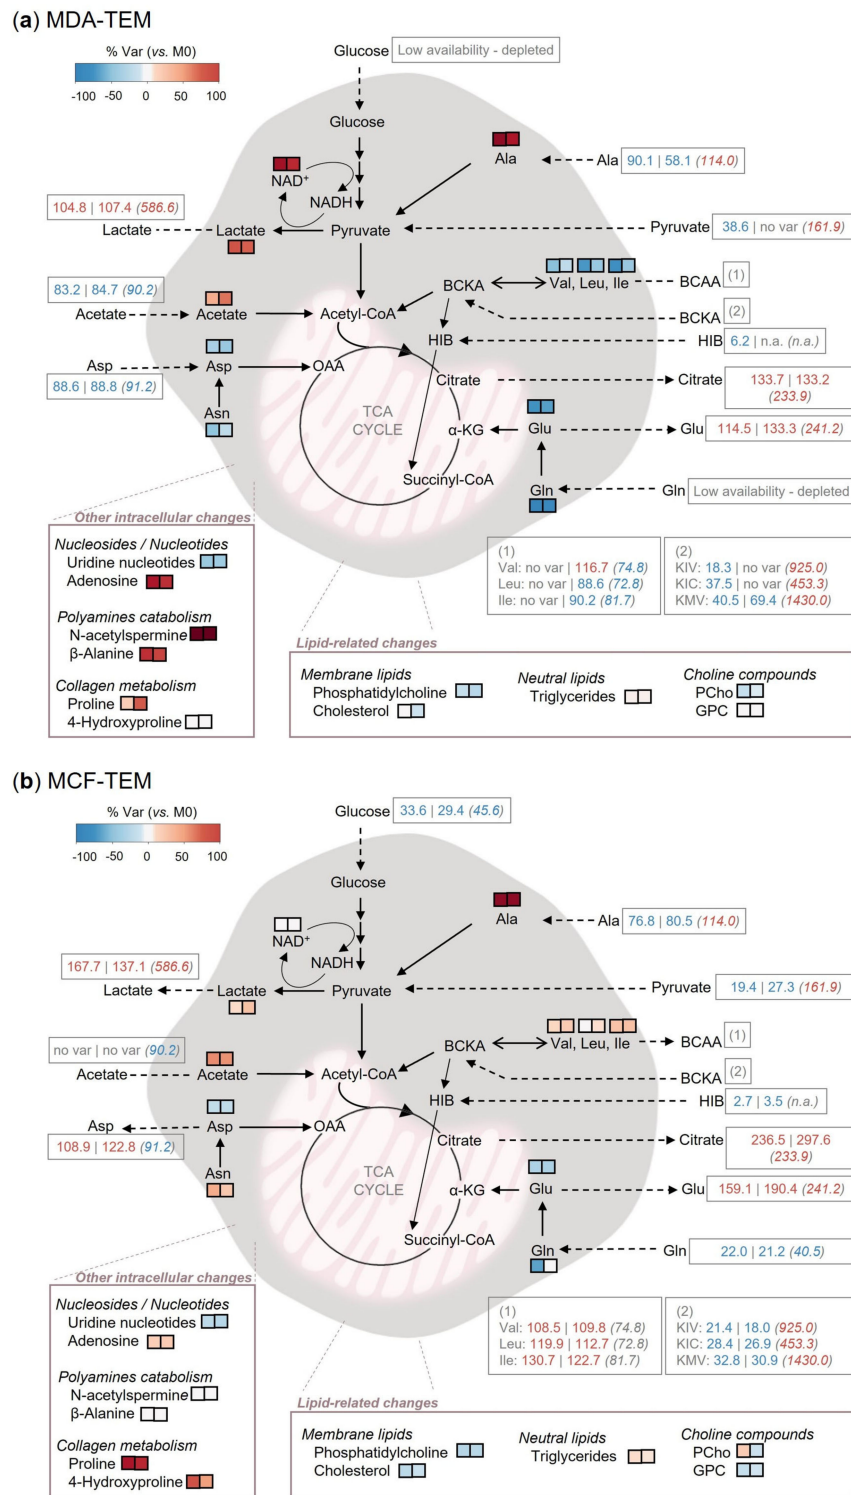 (a) MDA-TEM
% Var (vs. M0)
-100 -50 0 50 100
Glucose Low availability - depleted
Glucose
Ala
Ala 90.1 | 58.1 (114.0)
NAD+
NADH
104.8 | 107.4 (586.6)
Lactate Lactate Pyruvate
Pyruvate 38.6 | no var (161.9)
BCKA
Val, Leu, Ile
BCAA (1)
83.2 | 84.7 (90.2)
Acetate Acetate Acetyl-CoA
BCKA (2)
HIB
HIB 6.2 | n.a. (n.a.)
Asp Asp OAA
88.6 | 88.8 (91.2)
Citrate
Citrate 133.7 | 133.2
(233.9)
Asn
TCA
CYCLE
α-KG Glu
Glu 114.5 | 133.3 (241.2)
Succinyl-CoA
Gln
Gln Low availability - depleted
Other intracellular changes
Nucleosides / Nucleotides
Uridine nucleotides
Adenosine
Polyamines catabolism
N-acetylspermine
β-Alanine
Collagen metabolism
Proline
4-Hydroxyproline
(1)
Val: no var | 116.7 (74.8)
Leu: no var | 88.6 (72.8)
Ile: no var | 90.2 (81.7)
(2)
KIV: 18.3 | no var (925.0)
KIC: 37.5 | no var (453.3)
KMV: 40.5 | 69.4 (1430.0)
Lipid-related changes
Membrane lipids
Phosphatidylcholine
Cholesterol
Neutral lipids
Triglycerides
Choline compounds
PCho
GPC
(b) MCF-TEM
% Var (vs. M0)
-100 -50 0 50 100
Glucose 33.6 | 29.4 (45.6)
Glucose
Ala
Ala 76.8 | 80.5 (114.0)
NAD+
NADH
167.7 | 137.1 (586.6)
Lactate Lactate Pyruvate
Pyruvate 19.4 | 27.3 (161.9)
BCKA
Val, Leu, Ile
BCAA (1)
no var | no var (90.2)
Acetate Acetate Acetyl-CoA
BCKA (2)
HIB
HIB 2.7 | 3.5 (n.a.)
Asp Asp OAA
108.9 | 122.8 (91.2)
Citrate
Citrate 236.5 | 297.6
(233.9)
Asn
TCA
CYCLE
α-KG Glu
Glu 159.1 | 190.4 (241.2)
Succinyl-CoA
Gln
Gln 22.0 | 21.2 (40.5)
Other intracellular changes
Nucleosides / Nucleotides
Uridine nucleotides
Adenosine
Polyamines catabolism
N-acetylspermine
β-Alanine
Collagen metabolism
Proline
4-Hydroxyproline
(1)
Val: 108.5 | 109.8 (74.8)
Leu: 119.9 | 112.7 (72.8)
Ile: 130.7 | 122.7 (81.7)
(2)
KIV: 21.4 | 18.0 (925.0)
KIC: 28.4 | 26.9 (453.3)
KMV: 32.8 | 30.9 (1430.0)
Lipid-related changes
Membrane lipids
Phosphatidylcholine
Cholesterol
Neutral lipids
Triglycerides
Choline compounds
PCho
GPC